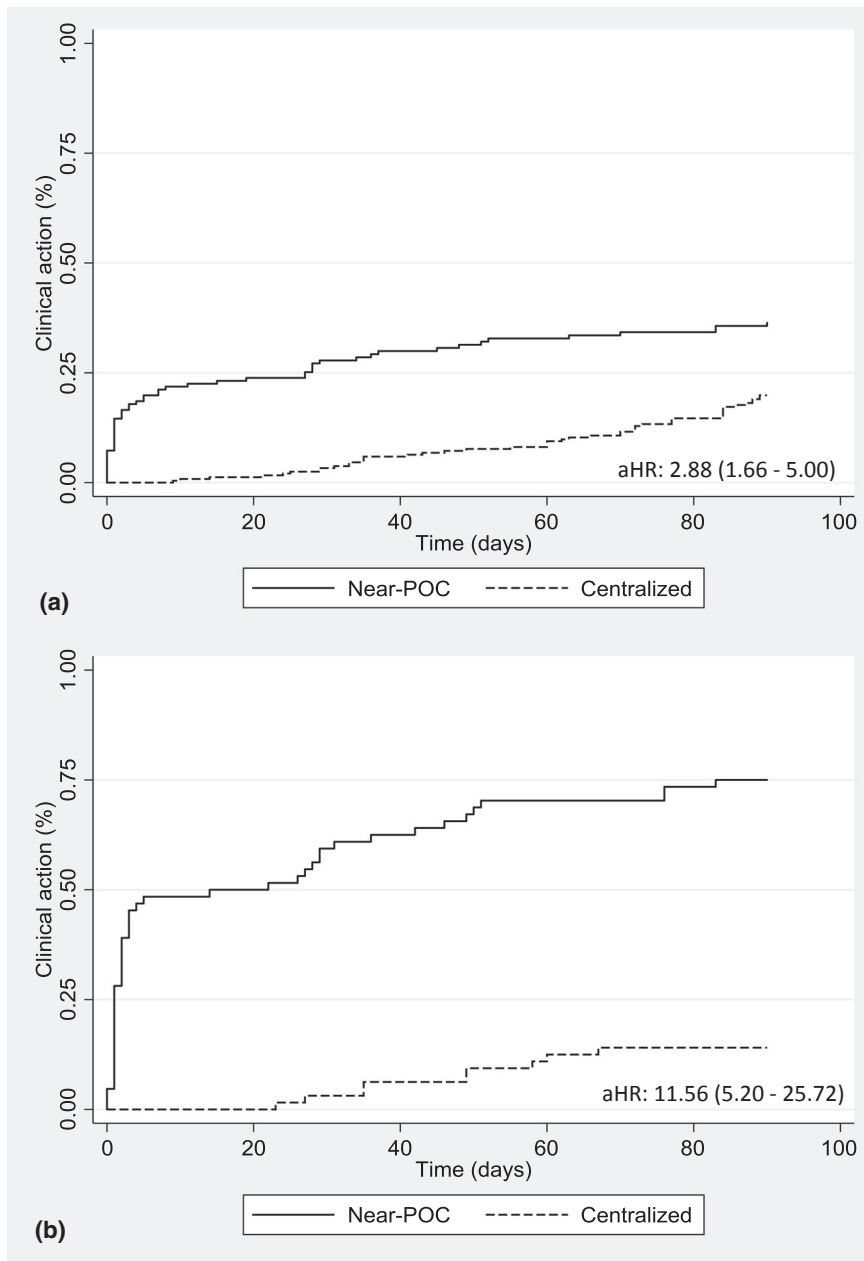 1.00
0.75
0.50
0.25
0.00
Clinical action (%)
aHR: 2.88 (1.66 - 5.00)
0 20 40 60 80 100
Time (days)
Near-POC Centralized
(a)
1.00
0.75
0.50
0.25
0.00
Clinical action (%)
aHR: 11.56 (5.20 - 25.72)
0 20 40 60 80 100
Time (days)
Near-POC Centralized
(b)